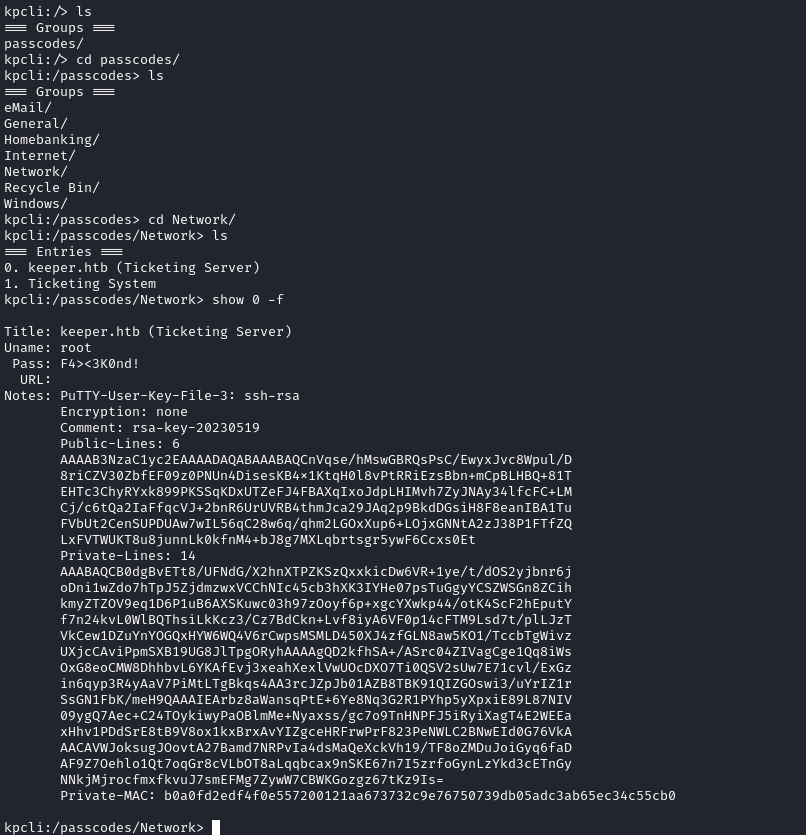 kpcli:/> ls
=== Groups ===
passcodes/
kpcli:/> cd passcodes/
kpcli:/passcodes> ls
=== Groups ===
eMail/
General/
Homebanking/
Internet/
Network/
Recycle Bin/
Windows/
kpcli:/passcodes> cd Network/
kpcli:/passcodes/Network> ls
=== Entries ===
0. keeper.htb (Ticketing Server)
1. Ticketing System
kpcli:/passcodes/Network> show 0 -f

Title: keeper.htb (Ticketing Server)
Uname: root
 Pass: F4><3K0nd!
  URL:
Notes: PuTTY-User-Key-File-3: ssh-rsa
       Encryption: none
       Comment: rsa-key-20230519
       Public-Lines: 6
       AAAAB3NzaC1yc2EAAAADAQABAAABAQCnVqse/hMswGBRQsPsC/EwyxJvc8Wpul/D
       8riCZV30ZbfEF09z0PNUn4DisesKB4x1KtqH0l8vPtRRiEzsBbn+mCpBLHBQ+81T
       EHTc3ChyRYxk899PKSSqKDxUTZeFJ4FBAXqIxoJdpLHIMvh7ZyJNAy34lfcFC+LM
       Cj/c6tQa2IaFfqcVJ+2bnR6UrUVRB4thmJca29JAq2p9BkdDGsiH8F8eanIBA1Tu
       FVbUt2CenSUPDUAw7wIL56qC28w6q/qhm2LGOxXup6+LOjxGNNtA2zJ38P1FTfZQ
       LxFVTWUKT8u8junnLk0kfnM4+bJ8g7MXLqbrtsgr5ywF6Ccxs0Et
       Private-Lines: 14
       AAABAQCB0dgBvETt8/UFNdG/X2hnXTPZKSzQxxkicDw6VR+1ye/t/dOS2yjbnr6j
       oDni1wZdo7hTpJ5ZjdmzwxVCChNIc45cb3hXK3IYHe07psTuGgyYCSZWSGn8ZCih
       kmyZTZOV9eq1D6P1uB6AXSKuwc03h97zOoyf6p+xgcYXwkp44/otK4ScF2hEputY
       f7n24kvL0WlBQThsiLkKcz3/Cz7BdCkn+Lvf8iyA6VF0p14cFTM9Lsd7t/plLJzT
       VkCew1DZuYnYOGQxHYW6WQ4V6rCwpsMSMLD450XJ4zfGLN8aw5KO1/TccbTgWivz
       UXjcCAviPpmSXB19UG8JlTpgORyhAAAAgQD2kfhSA+/ASrc04ZIVagCge1Qq8iWs
       OxG8eoCMW8DhhbvL6YKAfEvj3xeahXexlVwUOcDXO7Ti0QSV2sUw7E71cvl/ExGz
       in6qyp3R4yAaV7PiMtLTgBkqs4AA3rcJZpJb01AZB8TBK91QIZGOswi3/uYrIZ1r
       SsGN1FbK/meH9QAAAIEArbz8aWansqPtE+6Ye8Nq3G2R1PYhp5yXpxiE89L87NIV
       09ygQ7Aec+C24TOykiwyPaOBlmMe+Nyaxss/gc7o9TnHNPFJ5iRyiXagT4E2WEEa
       xHhv1PDdSrE8tB9V8ox1kxBrxAvYIZgceHRFrwPrF823PeNWLC2BNwEId0G76VkA
       AACAVWJoksugJOovtA27Bamd7NRPvIa4dsMaQeXckVh19/TF8oZMDuJoiGyq6faD
       AF9Z7Oehlo1Qt7oqGr8cVLbOT8aLqqbcax9nSKE67n7I5zrfoGynLzYkd3cETnGy
       NNkjMjrocfmxfkvuJ7smEFMg7ZywW7CBWKGozgz67tKz9Is=
       Private-MAC: b0a0fd2edf4f0e557200121aa673732c9e76750739db05adc3ab65ec34c55cb0

kpcli:/passcodes/Network>